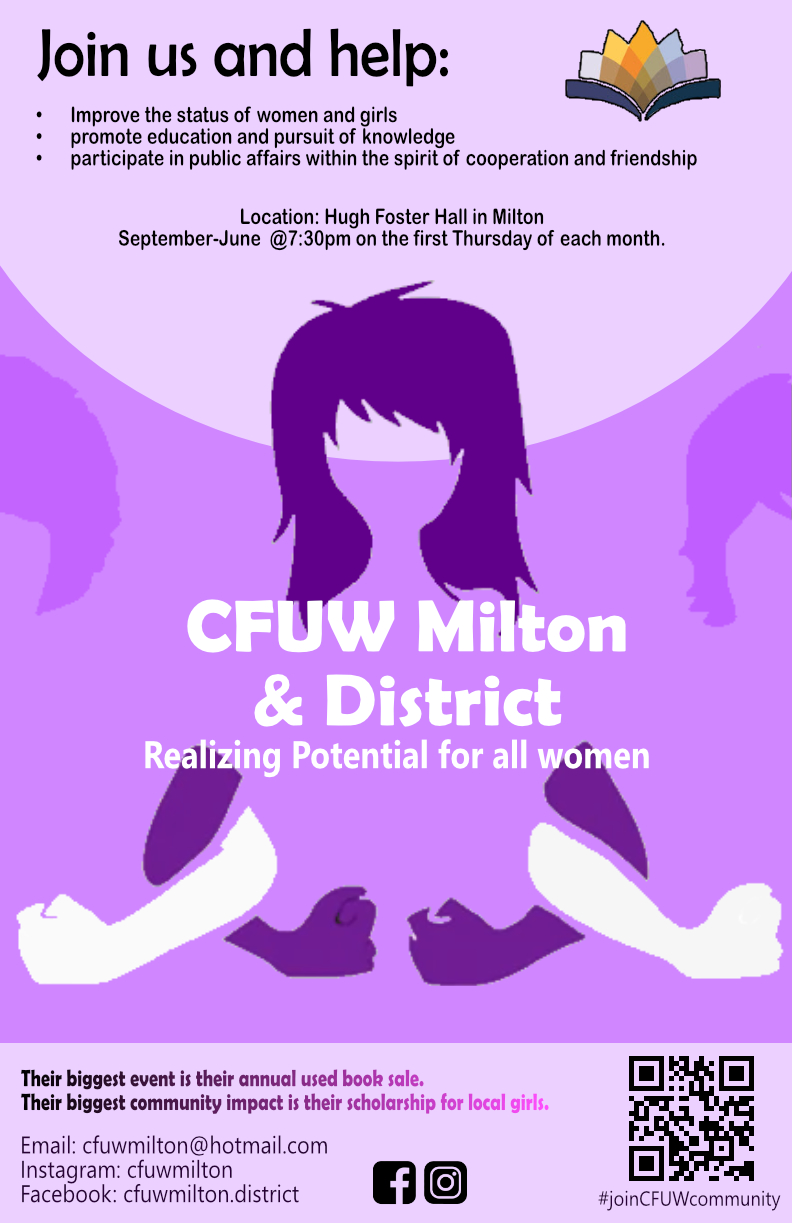 Join us and help:
• Improve the status of women and girls
• promote education and pursuit of knowledge
• participate in public affairs within the spirit of cooperation and friendship
Location: Hugh Foster Hall in Milton
September-June @7:30pm on the first Thursday of each month.
CFUW Milton
& District
Realizing Potential for all women
Their biggest event is their annual used book sale.
Their biggest community impact is their scholarship for local girls.
Email: cfuwmilton@hotmail.com
Instagram: cfuwmilton
Facebook: cfuwmilton.district
#joinCFUWcommunity